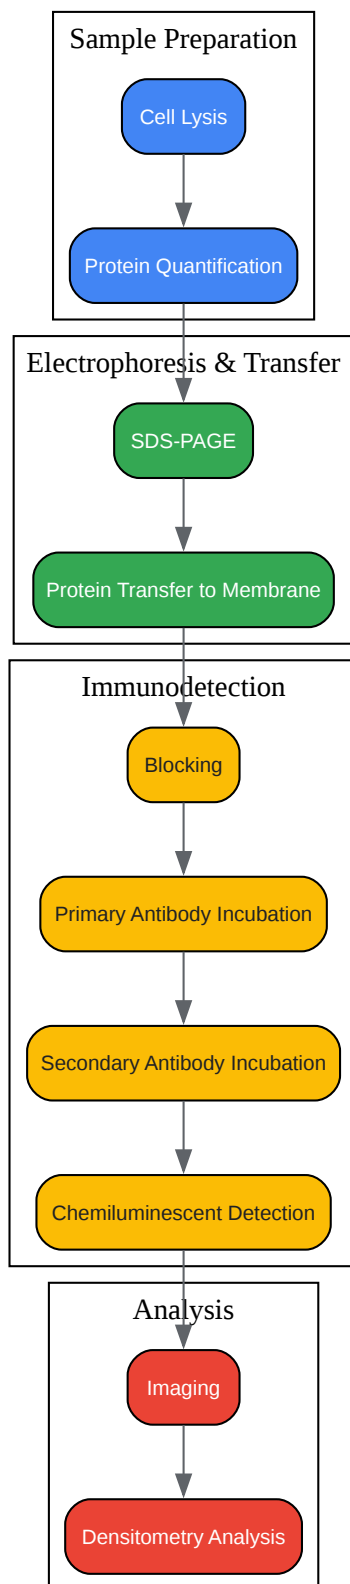 Sample Preparation
Cell Lysis
Protein Quantification
Electrophoresis & Transfer
SDS-PAGE
Protein Transfer to Membrane
Immunodetection
Blocking
Primary Antibody Incubation
Secondary Antibody Incubation
Chemiluminescent Detection
Analysis
Imaging
Densitometry Analysis